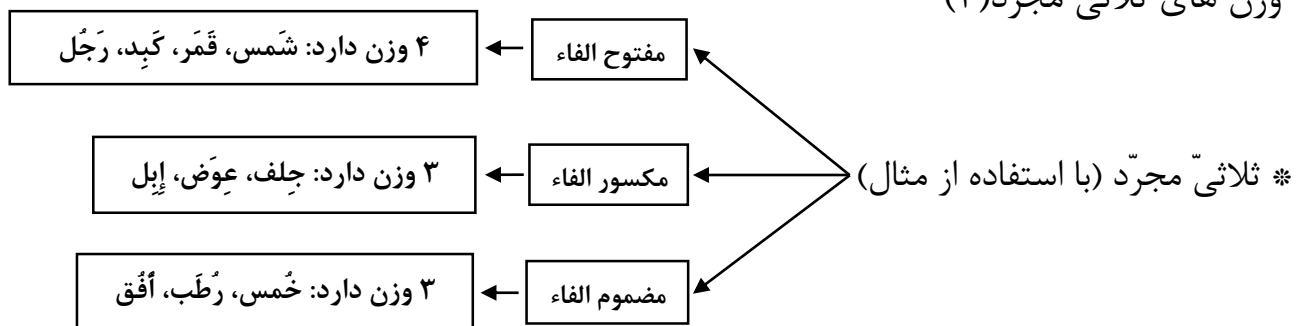 وزن های ثلاثی مجرد(۲)
مفتوح الفاء
۴ وزن دارد: شَمس، قَمَر، کَبِد، رَجُل
* ثلاثیّ مجرّد (با استفاده از مثال)
مکسور الفاء
۳ وزن دارد: جِلف، عِوَض، إِبِل
مضموم الفاء
۳ وزن دارد: خُمس، رُطَب، أُفُق